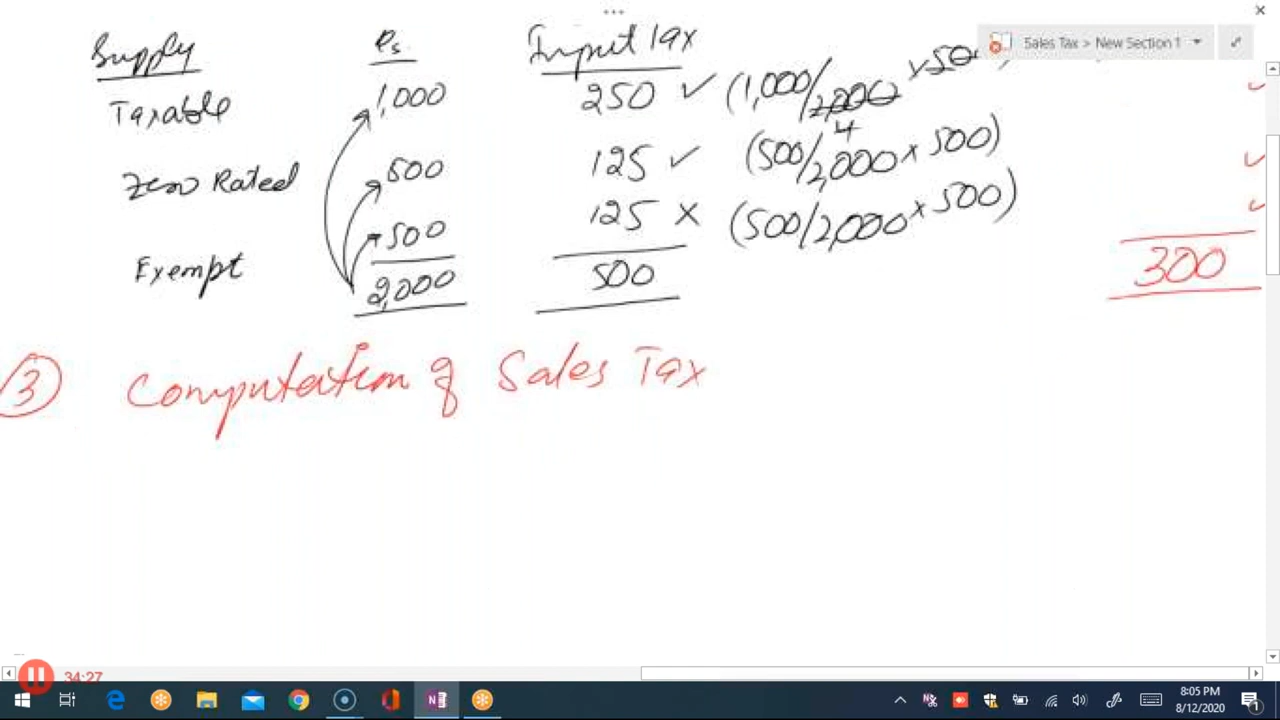 Sales Tax > New Section 1
Supply Rs. Input Tax
Taxable 1,000 250 ✓ (1,000/2,000 × 500
Zero Rated 500 125 ✓ (500/2,000 × 500)
4
Exempt 500 125 × (500/2,000 × 500)
2,000 500 300
3 Computation of Sales Tax
34:27
8:05 PM
8/12/2020
1